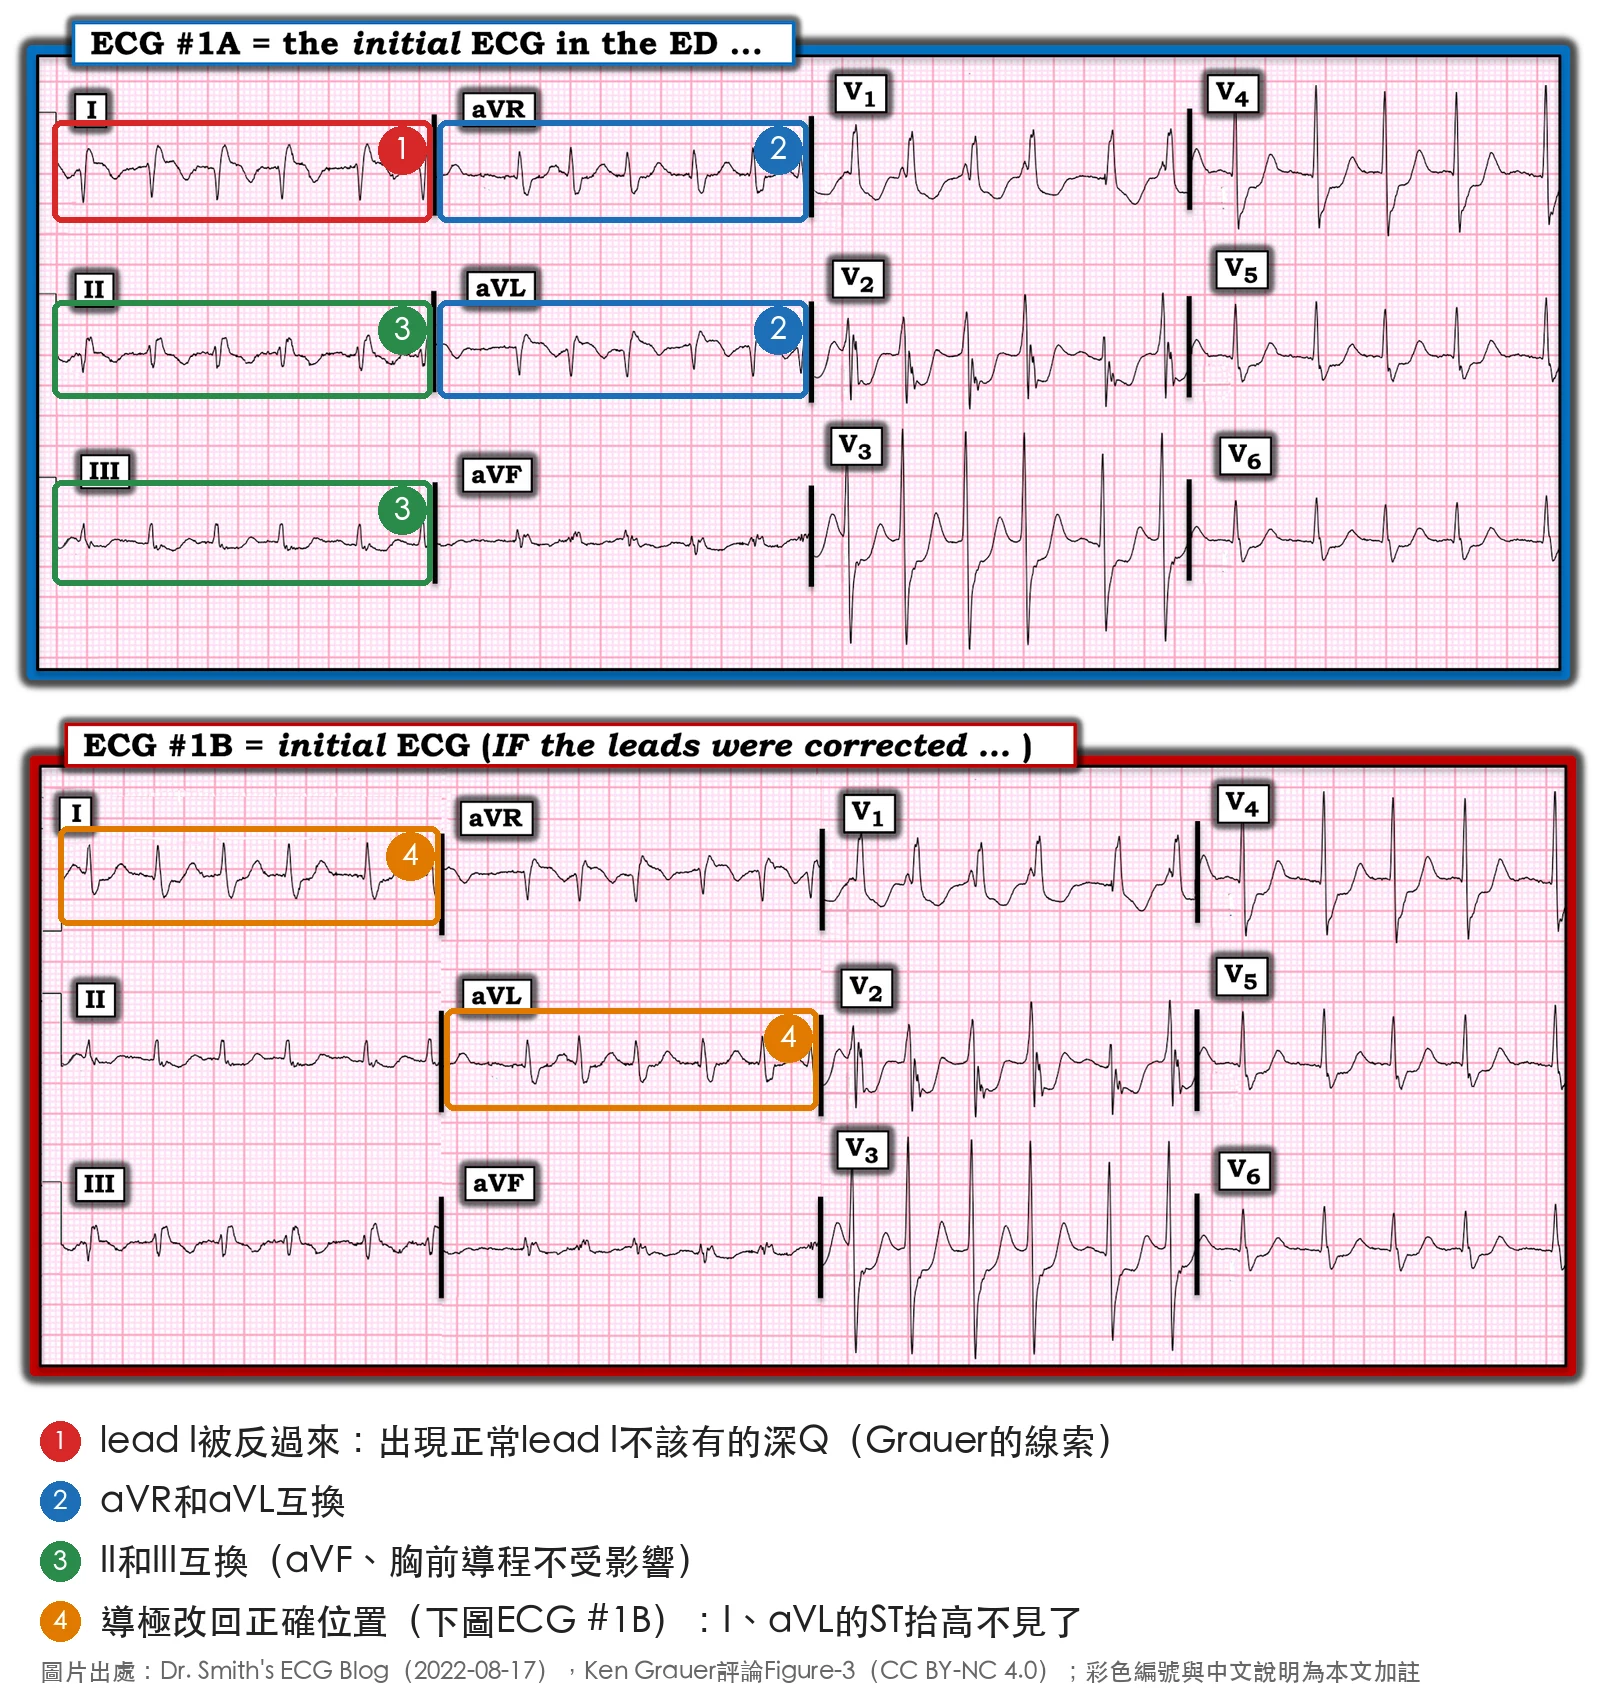 ECG #1A = the initial ECG in the ED ...
I
1
aVR
2
V1
V4
II
3
aVL
2
V2
V5
III
3
aVF
V3
V6
ECG #1B = initial ECG (IF the leads were corrected ... )
I
4
aVR
V1
V4
II
aVL
4
V2
V5
III
aVF
V3
V6
1 lead I被反過來：出現正常lead I不該有的深Q（Grauer的線索）
2 aVR和aVL互換
3 II和III互換（aVF、胸前導程不受影響）
4 導極改回正確位置（下圖ECG #1B）：I、aVL的ST抬高不見了
圖片出處：Dr. Smith's ECG Blog（2022-08-17），Ken Grauer評論Figure-3（CC BY-NC 4.0）；彩色編號與中文說明為本文加註